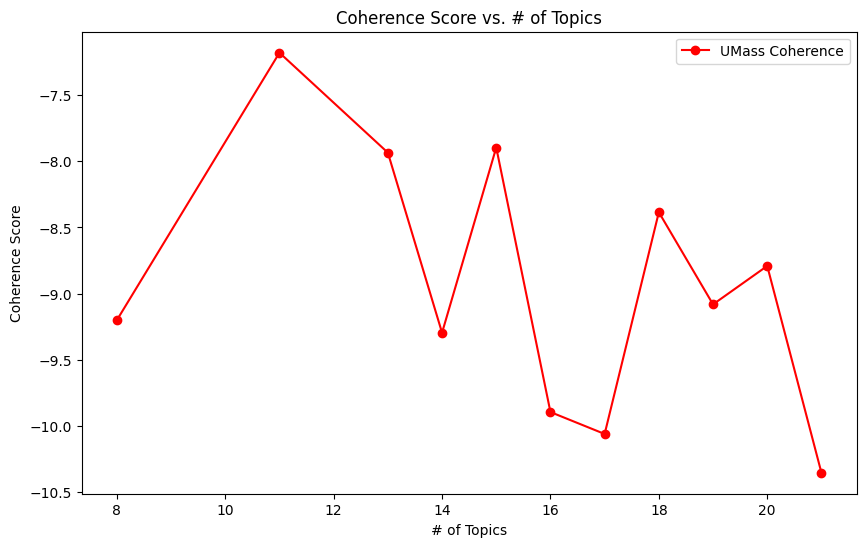 Coherence Score vs. # of Topics
UMass Coherence
Coherence Score
−7.5
−8.0
−8.5
−9.0
−9.5
−10.0
−10.5
8 10 12 14 16 18 20
# of Topics